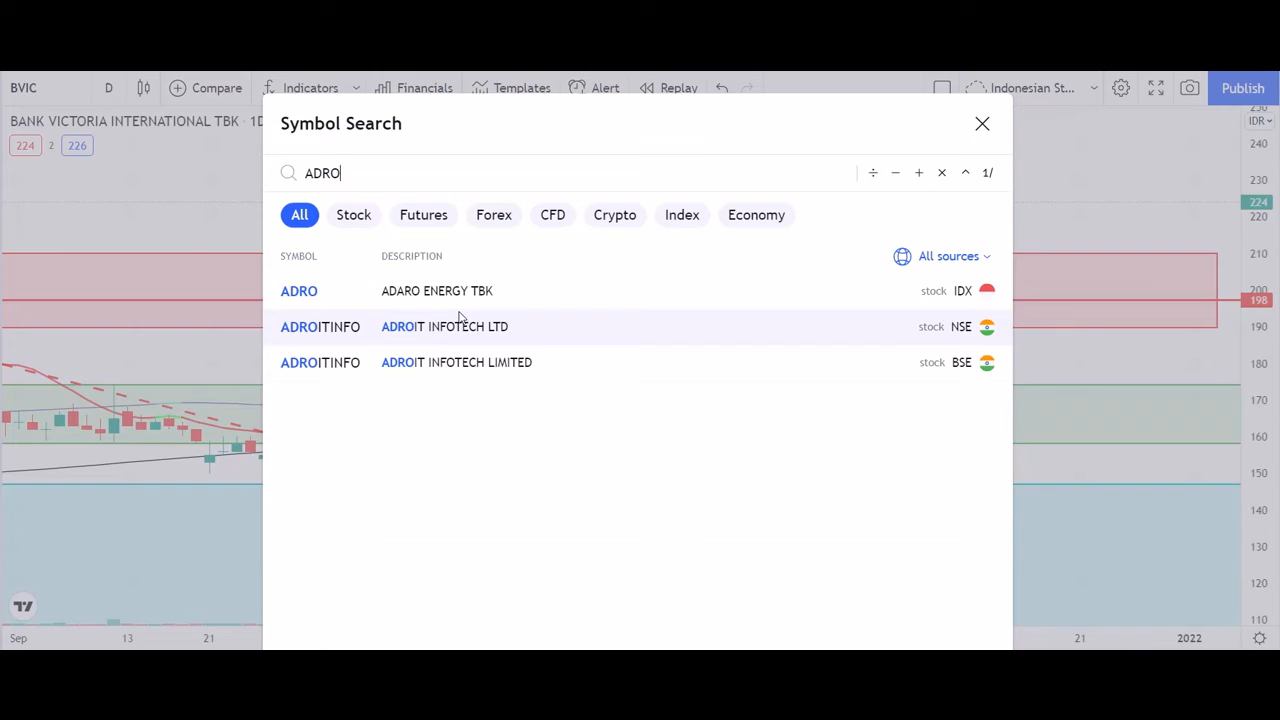 BVIC D Compare Indicators Financials Templates Alert Replay Indonesian St... Publish
BANK VICTORIA INTERNATIONAL TBK · 1D
IDR
224 2 226
Symbol Search
ADRO
÷ − + × ^ 1/
All Stock Futures Forex CFD Crypto Index Economy
SYMBOL DESCRIPTION All sources
ADRO ADARO ENERGY TBK stock IDX
ADROITINFO ADROIT INFOTECH LTD stock NSE
ADROITINFO ADROIT INFOTECH LIMITED stock BSE
250
240
230
224
220
210
200
198
190
180
170
160
150
140
130
120
110
Sep 13 21 21 2022